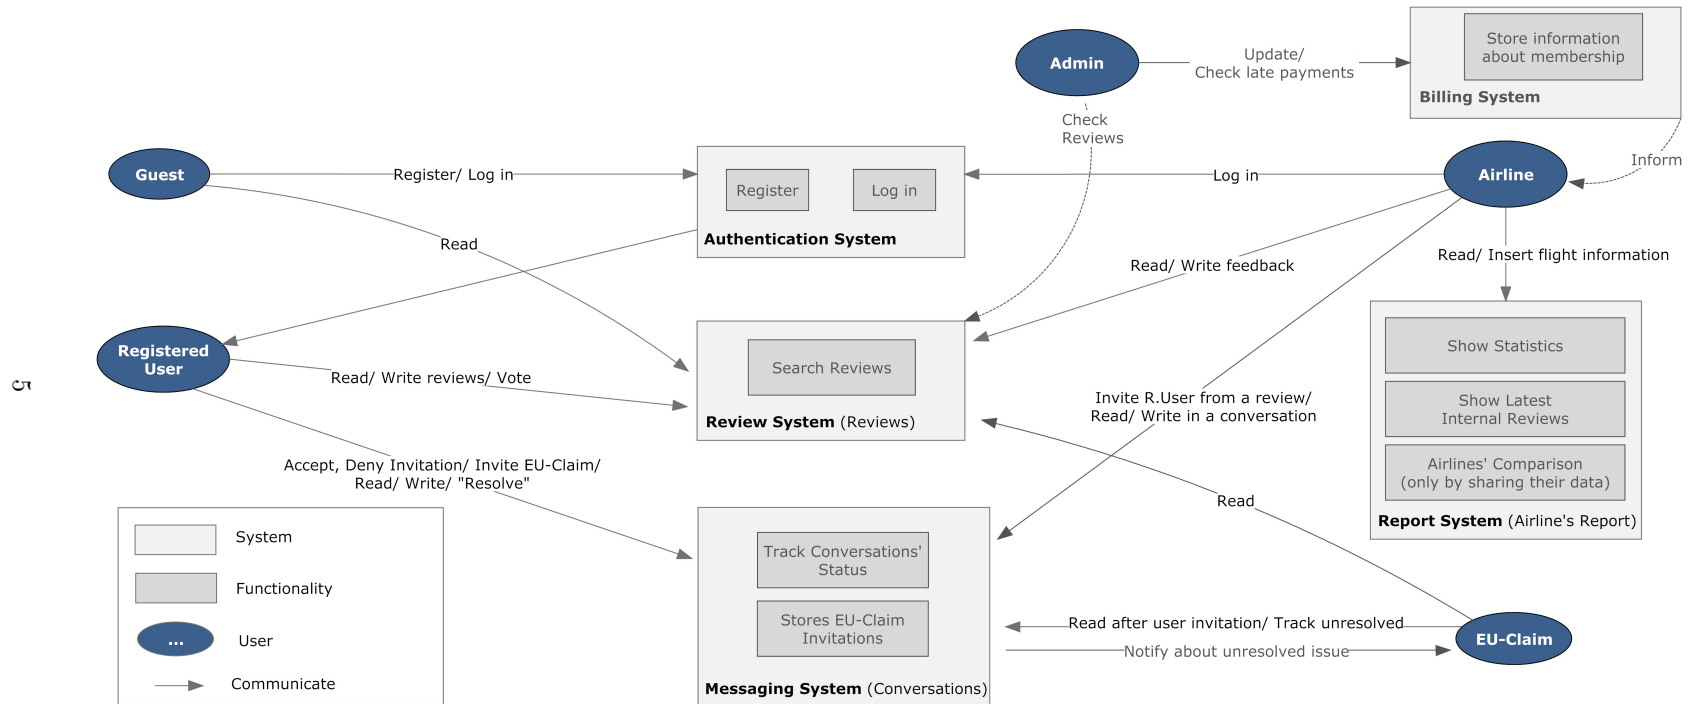 Admin
Update/
Check late payments
Store information
about membership
Billing System
Check
Reviews
Inform
Guest
Register/ Log in
Register
Log in
Authentication System
Log in
Airline
Read
Read/ Write feedback
Read/ Insert flight information
Registered
User
Read/ Write reviews/ Vote
Search Reviews
Review System (Reviews)
Invite R.User from a review/
Read/ Write in a conversation
Show Statistics
Show Latest
Internal Reviews
Airlines' Comparison
(only by sharing their data)
Report System (Airline's Report)
5
Accept, Deny Invitation/ Invite EU-Claim/
Read/ Write/ "Resolve"
Read
Track Conversations'
Status
Stores EU-Claim
Invitations
Messaging System (Conversations)
Read after user invitation/ Track unresolved
Notify about unresolved issue
EU-Claim
System
Functionality
...
User
Communicate